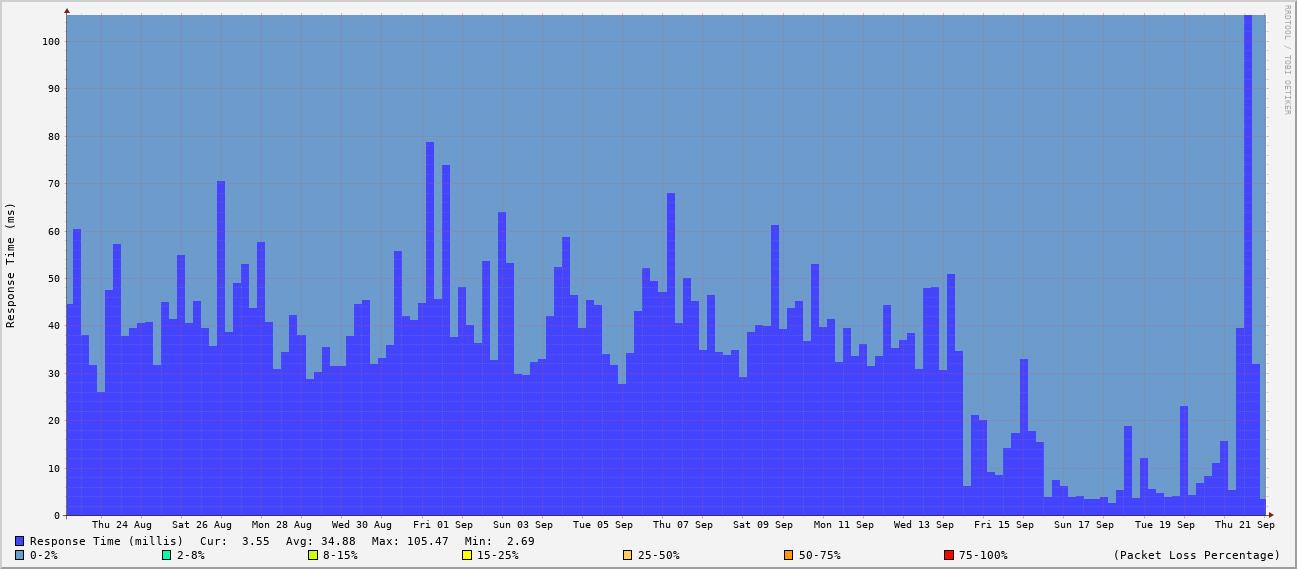 RRDTOOL / TOBI OETIKER
Response Time (ms)
100
90
80
70
60
50
40
30
20
10
0
Thu 24 Aug Sat 26 Aug Mon 28 Aug Wed 30 Aug Fri 01 Sep Sun 03 Sep Tue 05 Sep Thu 07 Sep Sat 09 Sep Mon 11 Sep Wed 13 Sep Fri 15 Sep Sun 17 Sep Tue 19 Sep Thu 21 Sep
Response Time (millis) Cur: 3.55 Avg: 34.88 Max: 105.47 Min: 2.69
0-2% 2-8% 8-15% 15-25% 25-50% 50-75% 75-100% (Packet Loss Percentage)